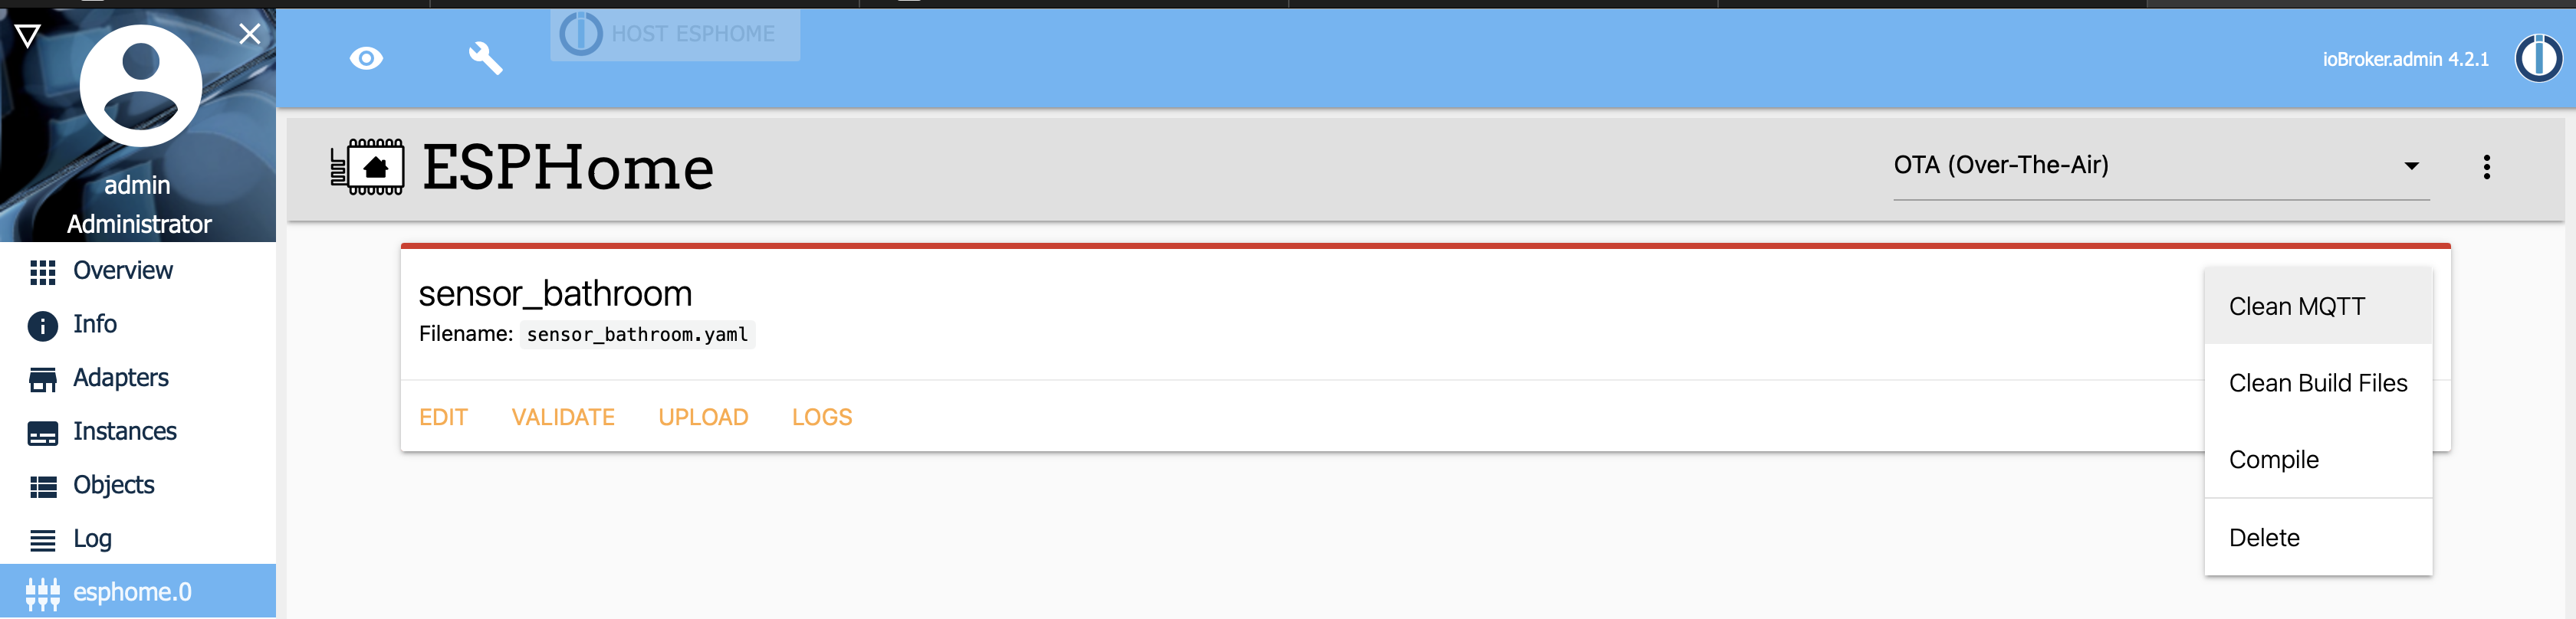 HOST ESPHOME
ioBroker.admin 4.2.1
admin
Administrator
Overview
Info
Adapters
Instances
Objects
Log
esphome.0
ESPHome
OTA (Over-The-Air)
sensor_bathroom
Filename: sensor_bathroom.yaml
EDIT VALIDATE UPLOAD LOGS
Clean MQTT
Clean Build Files
Compile
Delete